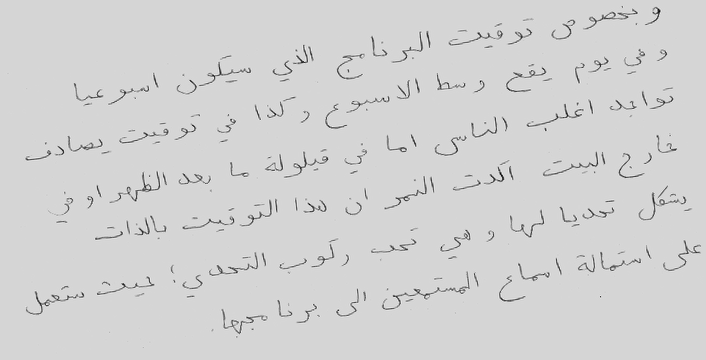 وبخصوص توقيت البرنامج الذي سيكون اسبوعيا
وفي يوم يقع وسط الاسبوع وكذا في توقيت يصادف
تواجد اغلب الناس اما في قيلولة ما بعد الظهر او في
خارج البيت اكدت النمر ان هذا التوقيت بالذات
يشكل تحديا لها وهي تحب ركوب التحدي؛ حيث ستعمل
على استمالة اسماع المستمعين الى برنامجها.